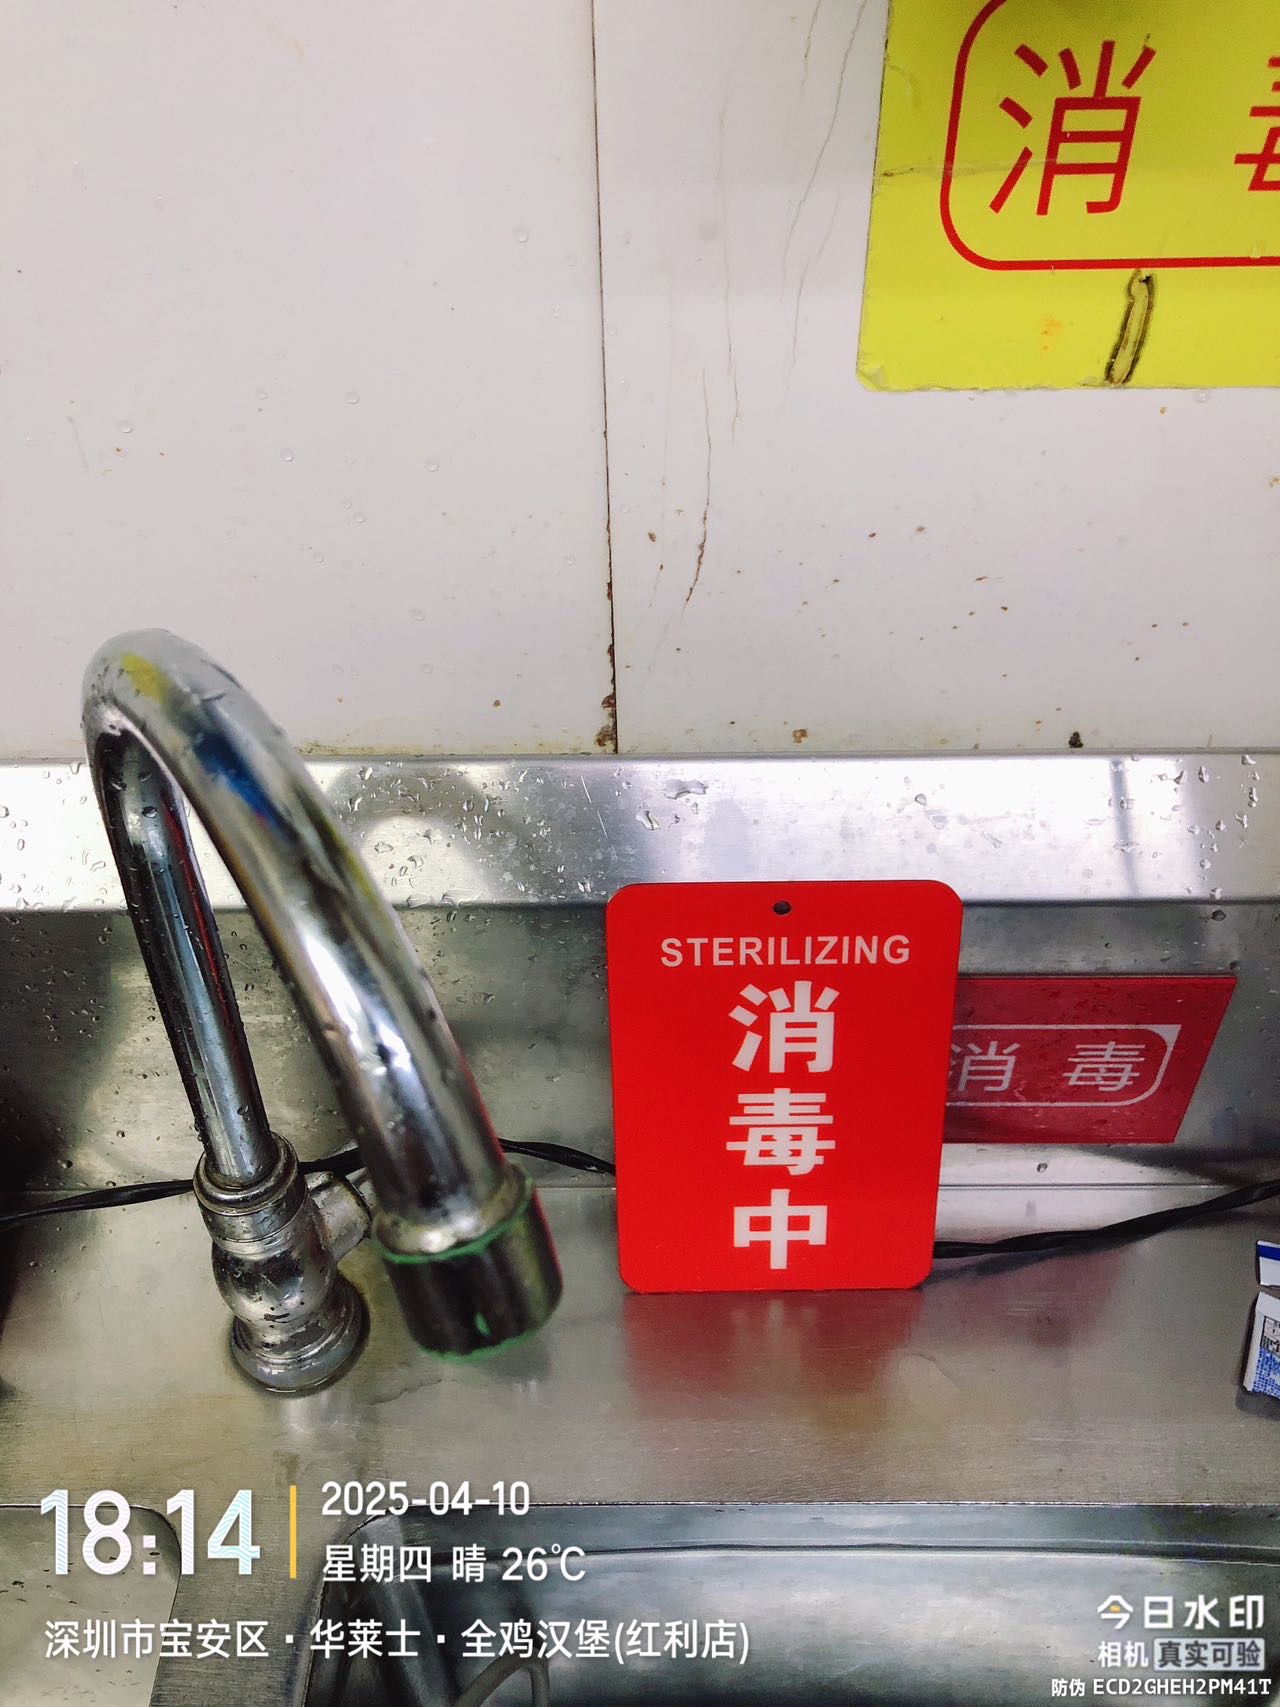 消
STERILIZING
消
毒
中
消 毒
18:14
2025-04-10
星期四 晴 26℃
深圳市宝安区·华莱士·全鸡汉堡(红利店)
今日水印
相机 真实可验
防伪 ECD2GHEH2PM41T